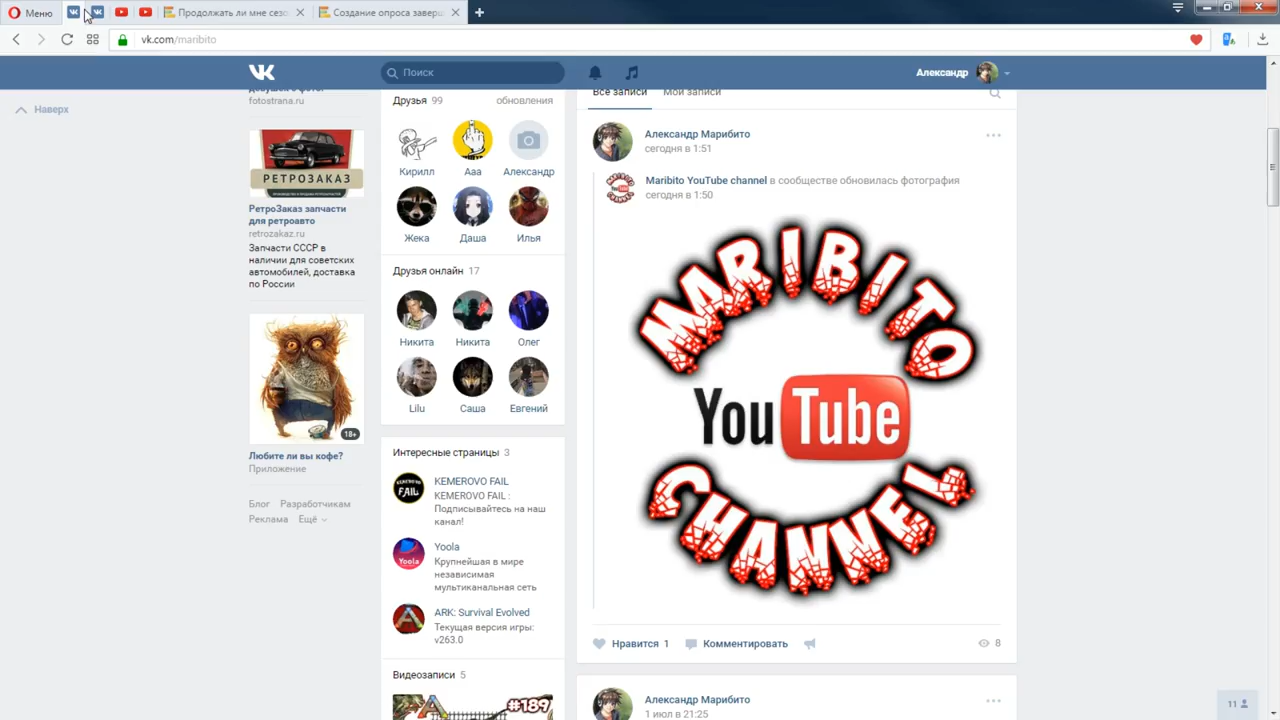 Меню
Продолжать ли мне сезо
Создание опроса заверш
vk.com/maribito
Поиск
Александр
Наверх
девушек с фото!
fotostrana.ru
РЕТРОЗАКАЗ
РетроЗаказ запчасти
для ретроавто
retrozakaz.ru
Запчасти СССР в
наличии для советских
автомобилей, доставка
по России
18+
Любите ли вы кофе?
Приложение
Блог Разработчикам
Реклама Ещё
Друзья 99 обновления
Кирилл Ааа Александр
Жека Даша Илья
Друзья онлайн 17
Никита Никита Олег
Lilu Саша Евгений
Интересные страницы 3
KEMEROVO FAIL
KEMEROVO FAIL :
Подписывайтесь на наш
канал!
Yoola
Yoola
Крупнейшая в мире
независимая
мультиканальная сеть
ARK: Survival Evolved
Текущая версия игры:
v263.0
Видеозаписи 5
#189
Все записи Мои записи
Александр Марибито
сегодня в 1:51
Maribito YouTube channel в сообществе обновилась фотография
сегодня в 1:50
MARIBITO
YouTube
CHANNEL
Нравится 1 Комментировать 8
Александр Марибито
1 июл в 21:25
11